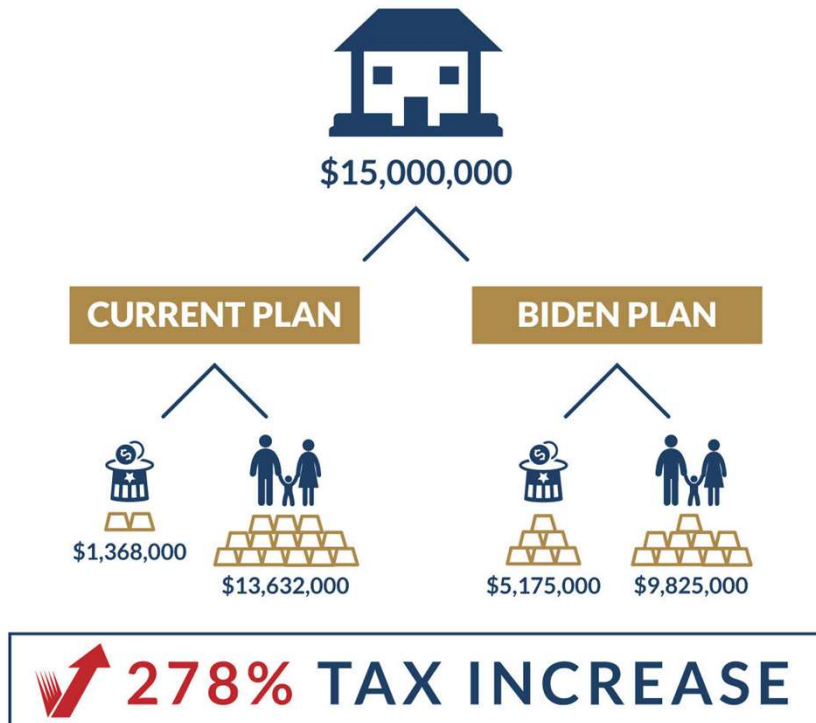 $15,000,000
CURRENT PLAN
BIDEN PLAN
$1,368,000
$13,632,000
$5,175,000
$9,825,000
278% TAX INCREASE